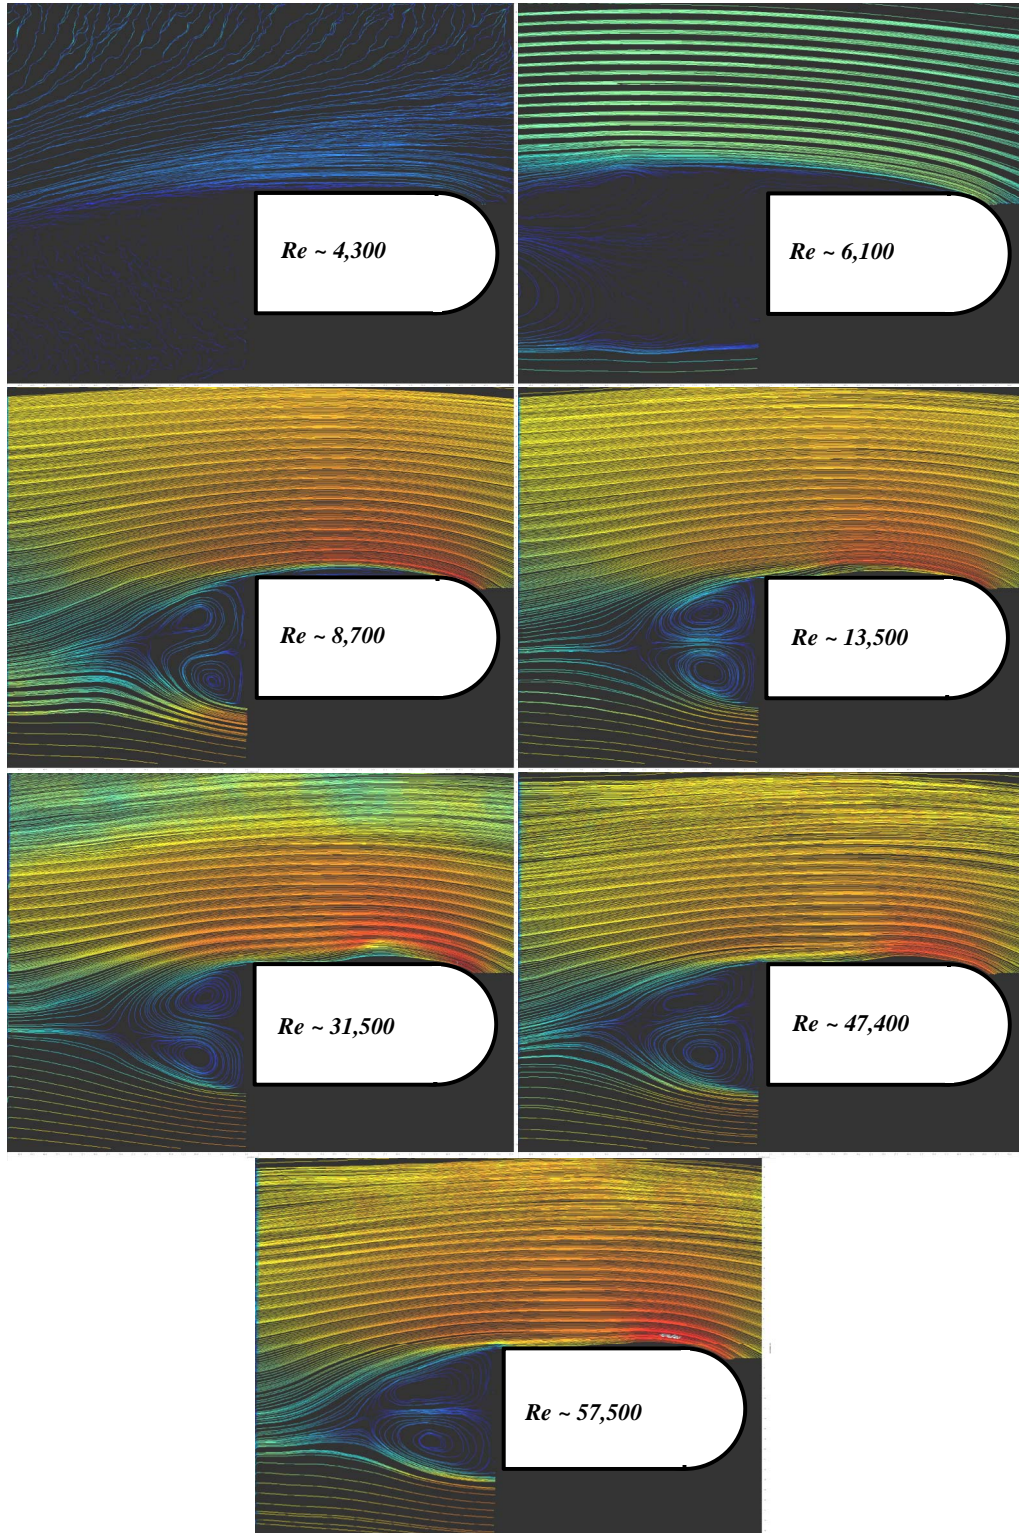 Re ~ 4,300
Re ~ 6,100
Re ~ 8,700
Re ~ 13,500
Re ~ 31,500
Re ~ 47,400
Re ~ 57,500